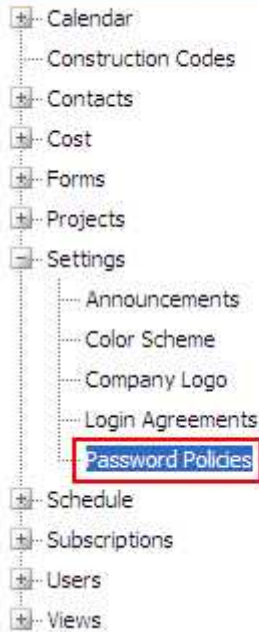 Calendar
Construction Codes
Contacts
Cost
Forms
Projects
Settings
Announcements
Color Scheme
Company Logo
Login Agreements
Password Policies
Schedule
Subscriptions
Users
Views